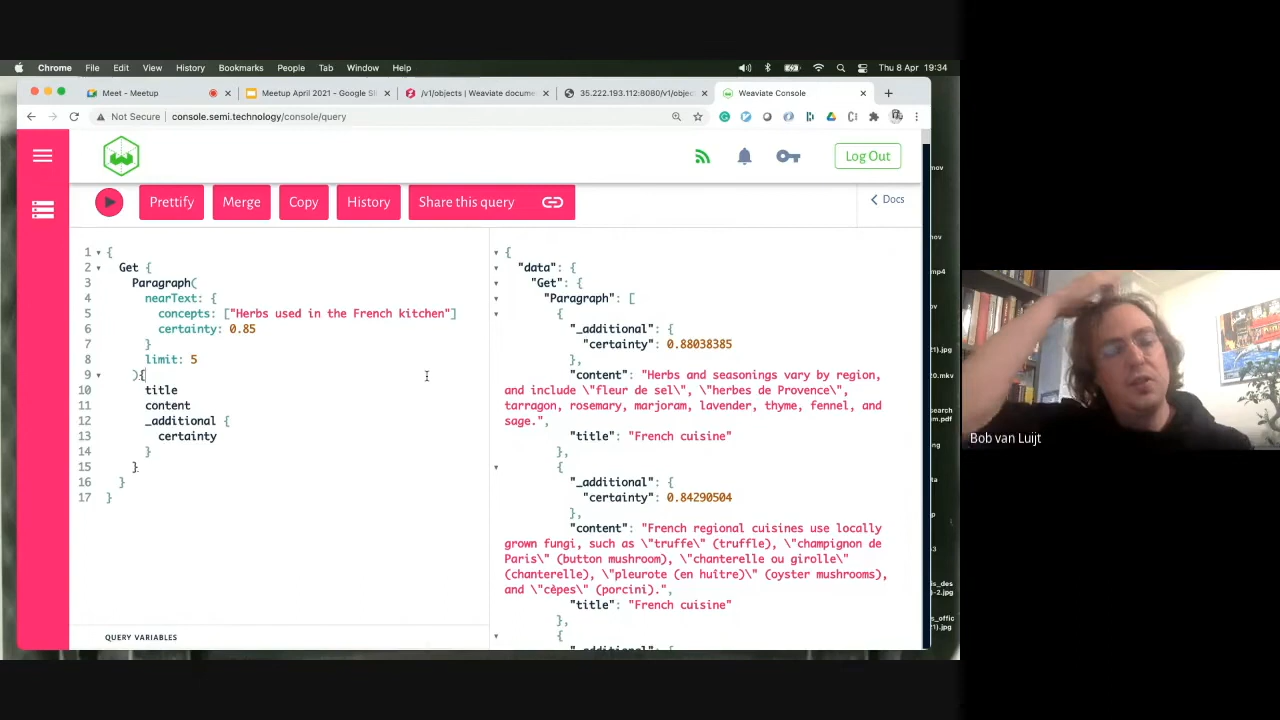 Chrome File Edit View History Bookmarks People Tab Window Help Thu 8 Apr 19:34
Meet - Meetup
Meetup April 2021 - Google Sli
/v1/objects | Weaviate docume
35.222.193.112:8080/v1/objec
Weaviate Console
Not Secure console.semi.technology/console/query
Log Out
Prettify Merge Copy History Share this query Docs
1 {
2 Get {
3 Paragraph(
4 nearText: {
5 concepts: ["Herbs used in the French kitchen"]
6 certainty: 0.85
7 }
8 limit: 5
9 ){
10 title
11 content
12 _additional {
13 certainty
14 }
15 }
16 }
17 }
QUERY VARIABLES
{
"data": {
"Get": {
"Paragraph": [
{
"_additional": {
"certainty": 0.88038385
},
"content": "Herbs and seasonings vary by region,
and include \"fleur de sel\", \"herbes de Provence\",
tarragon, rosemary, marjoram, lavender, thyme, fennel, and
sage.",
"title": "French cuisine"
},
{
"_additional": {
"certainty": 0.84290504
},
"content": "French regional cuisines use locally
grown fungi, such as \"truffe\" (truffle), \"champignon de
Paris\" (button mushroom), \"chanterelle ou girolle\"
(chanterelle), \"pleurote (en huître)\" (oyster mushrooms),
and \"cèpes\" (porcini).",
"title": "French cuisine"
},
{
Bob van Luijt